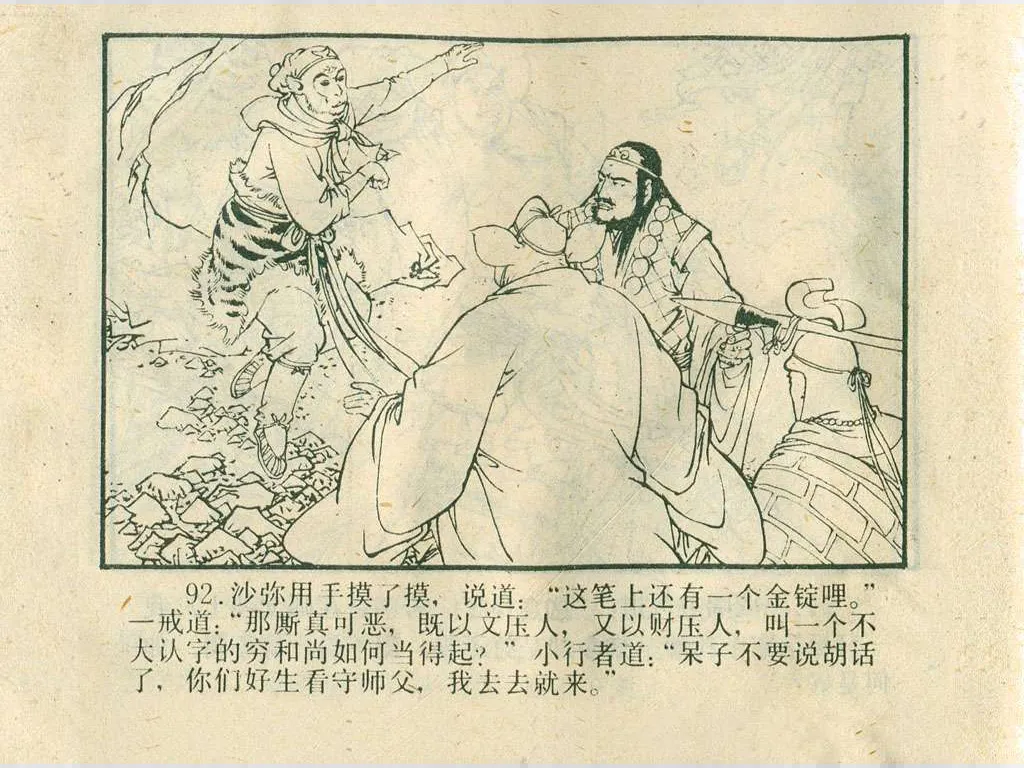 92.沙弥用手摸了摸，说道：“这笔上还有一个金锭哩。”
一戒道：“那厮真可恶，既以文压人，又以财压人，叫一个不
大认字的穷和尚如何当得起？”小行者道：“呆子不要说胡话
了，你们好生看守师父，我去去就来。”